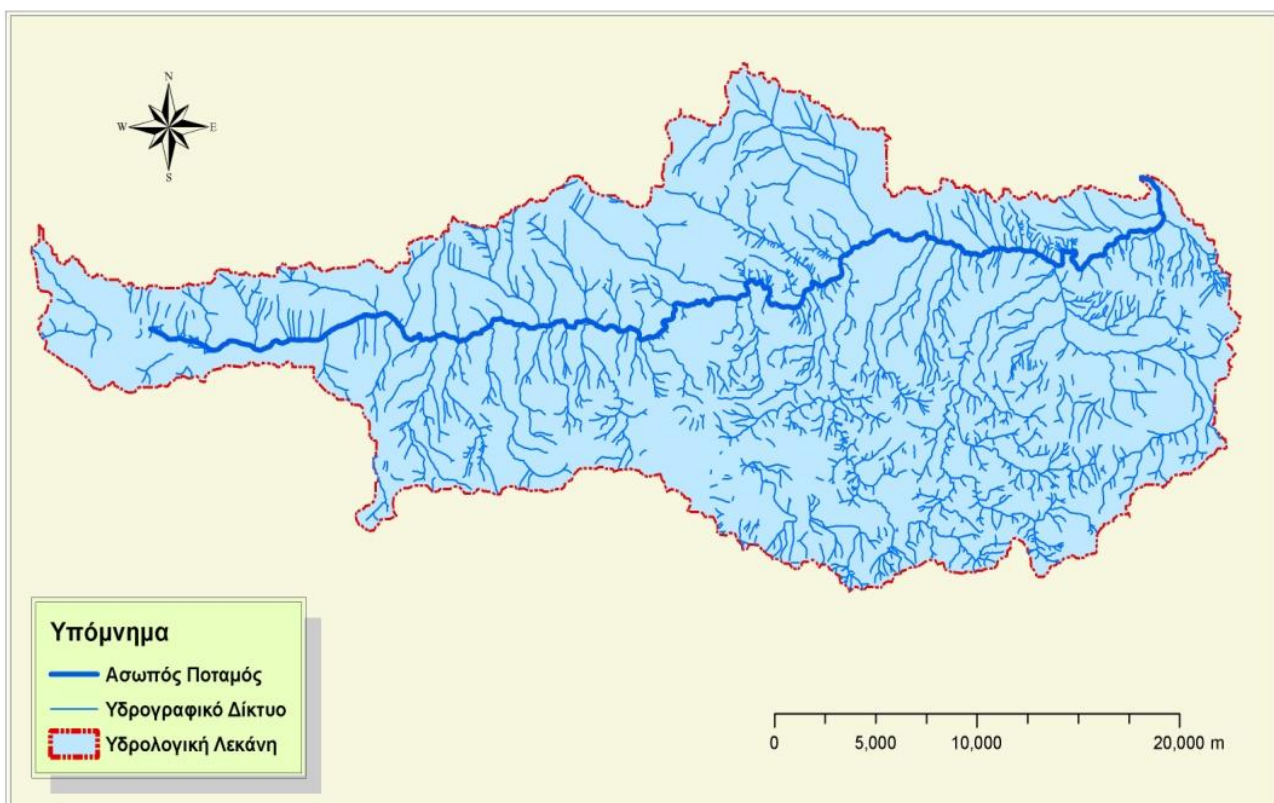 N
W E
S
Υπόμνημα
Ασωπός Ποταμός
Υδρογραφικό Δίκτυο
Υδρολογική Λεκάνη
0 5,000 10,000 20,000 m